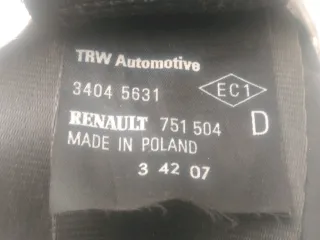 TRW Automotive
3404 5631 EC1
RENAULT 751 504 D
MADE IN POLAND
3 42 07